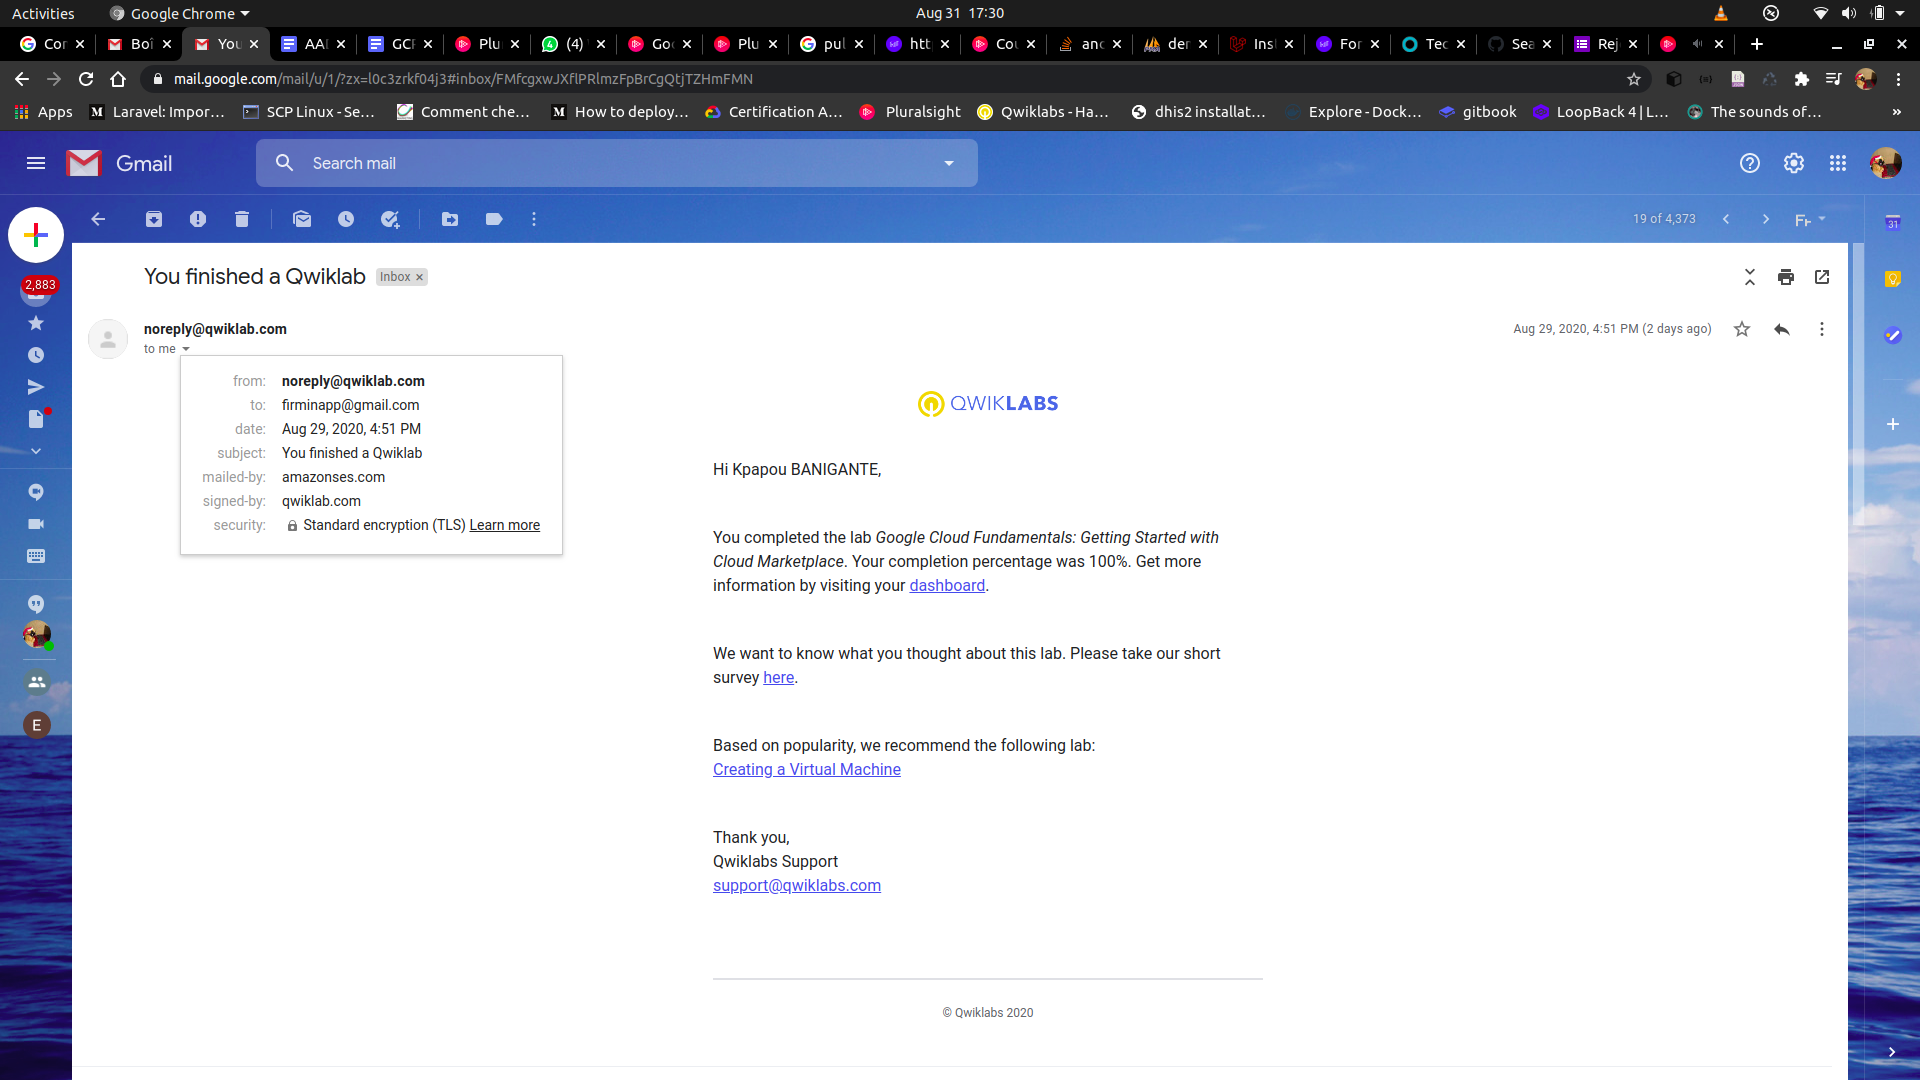 Activities Google Chrome Aug 31 17:30
Cor Boî You AAI GCF Plu (4) Goo Plu pul htt Cou anc der Inst For Tec Sea Rej
mail.google.com/mail/u/1/?zx=l0c3zrkf04j3#inbox/FMfcgxwJXflPRlmzFpBrCgQtjTZHmFMN
Apps Laravel: Impor… SCP Linux - Se… Comment che… How to deploy… Certification A… Pluralsight Qwiklabs - Ha… dhis2 installat… Explore - Dock… gitbook LoopBack 4 | L… The sounds of… »
Gmail Search mail
19 of 4,373
31
2,883
You finished a Qwiklab Inbox ×
noreply@qwiklab.com Aug 29, 2020, 4:51 PM (2 days ago)
to me
from: noreply@qwiklab.com
to: firminapp@gmail.com
date: Aug 29, 2020, 4:51 PM
subject: You finished a Qwiklab
mailed-by: amazonses.com
signed-by: qwiklab.com
security: Standard encryption (TLS) Learn more
E
QWIKLABS
Hi Kpapou BANIGANTE,
You completed the lab Google Cloud Fundamentals: Getting Started with
Cloud Marketplace. Your completion percentage was 100%. Get more
information by visiting your dashboard.
We want to know what you thought about this lab. Please take our short
survey here.
Based on popularity, we recommend the following lab:
Creating a Virtual Machine
Thank you,
Qwiklabs Support
support@qwiklabs.com
© Qwiklabs 2020